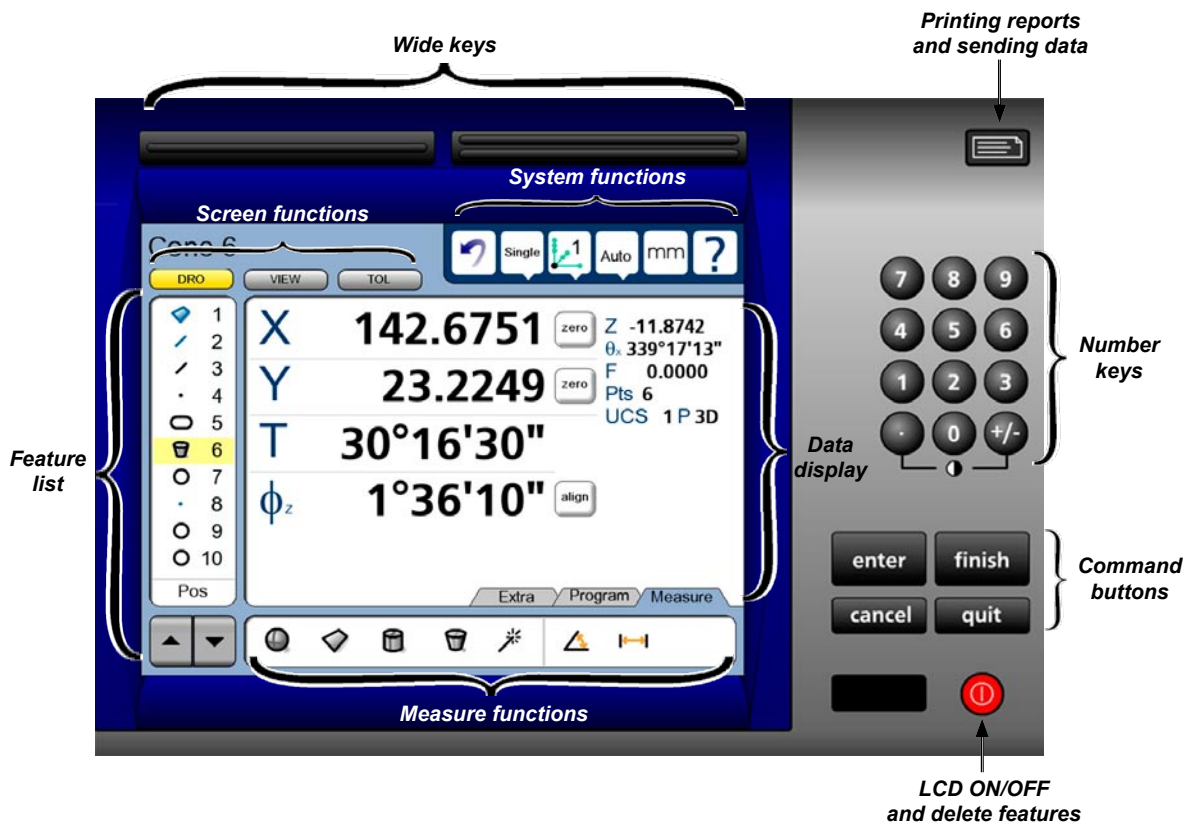 Printing reports
and sending data
Wide keys
System functions
Screen functions
Cone 6
Single
1
Auto
mm
?
DRO
VIEW
TOL
1
2
3
4
5
6
7
8
9
10
Pos
X 142.6751 zero
Y 23.2249 zero
T 30°16'30"
ϕz 1°36'10" align
Z -11.8742
θx 339°17'13"
F 0.0000
Pts 6
UCS 1 P 3D
Extra
Program
Measure
Feature
list
Data
display
Measure functions
7 8 9
4 5 6
1 2 3
. 0 +/-
Number
keys
enter
finish
cancel
quit
Command
buttons
LCD ON/OFF
and delete features